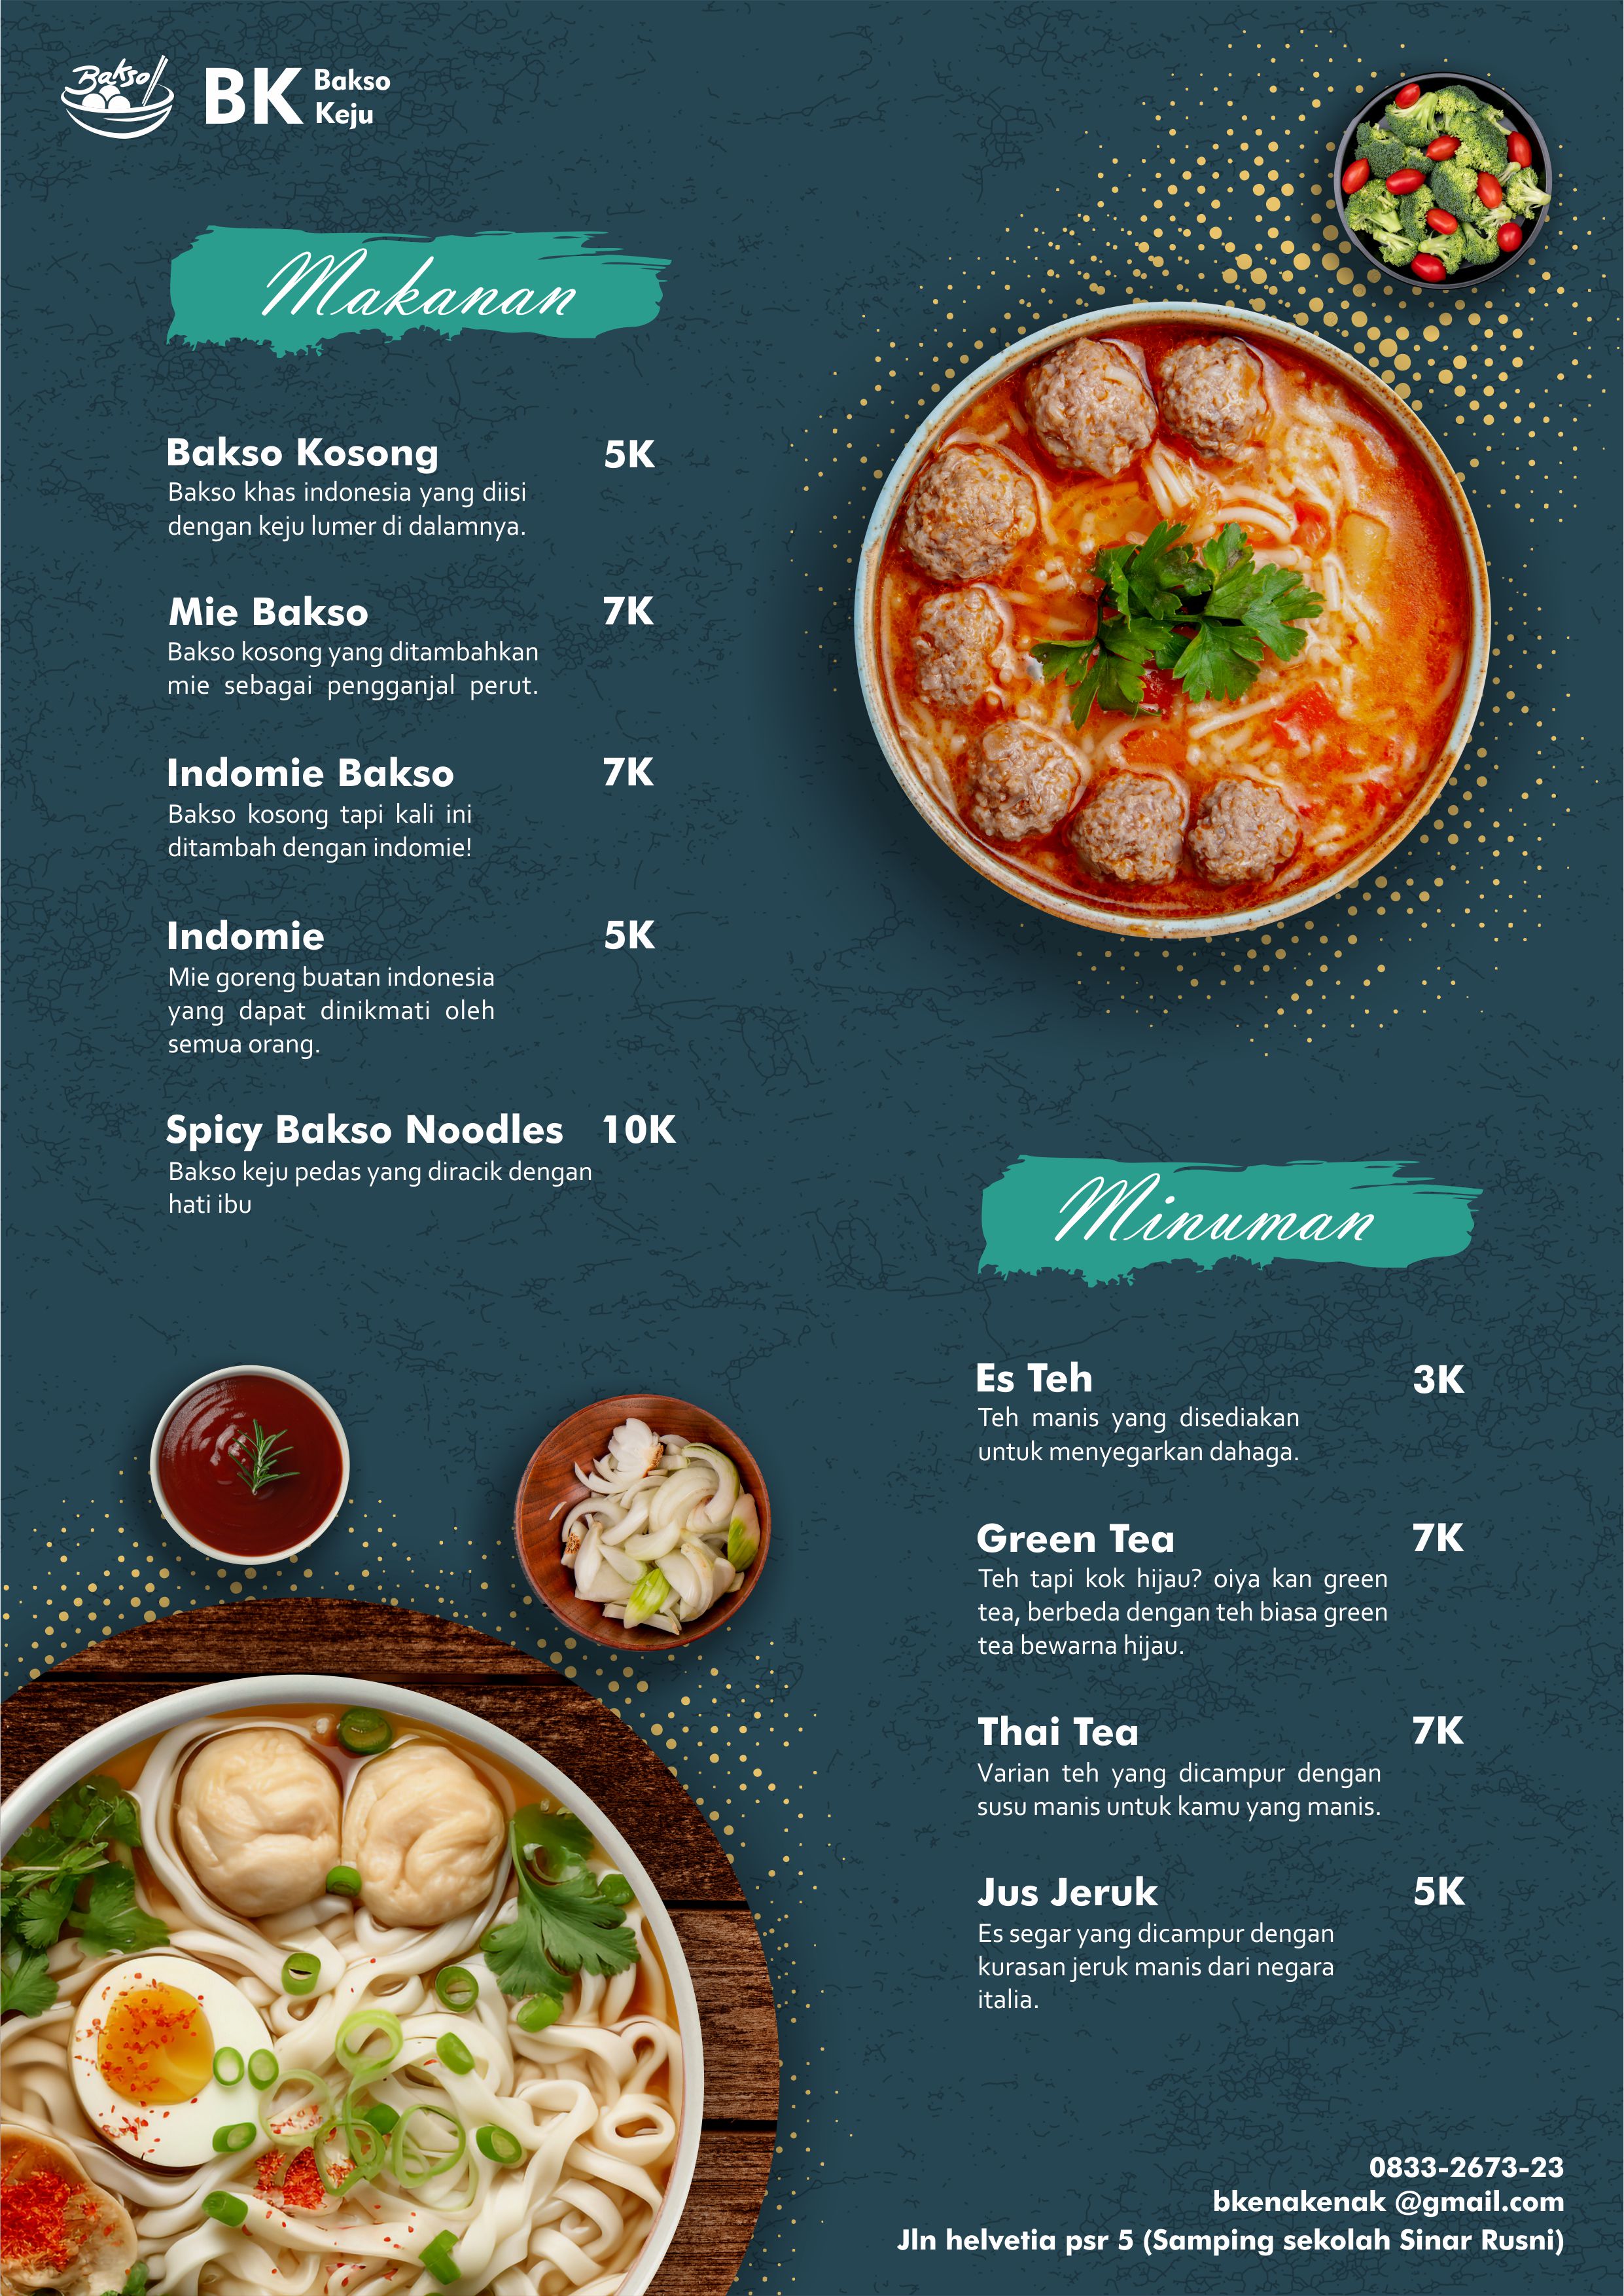 Bakso
BK Bakso
Keju
Makanan
Bakso Kosong 5K
Bakso khas indonesia yang diisi
dengan keju lumer di dalamnya.
Mie Bakso 7K
Bakso kosong yang ditambahkan
mie sebagai pengganjal perut.
Indomie Bakso 7K
Bakso kosong tapi kali ini
ditambah dengan indomie!
Indomie 5K
Mie goreng buatan indonesia
yang dapat dinikmati oleh
semua orang.
Spicy Bakso Noodles 10K
Bakso keju pedas yang diracik dengan
hati ibu
Minuman
Es Teh 3K
Teh manis yang disediakan
untuk menyegarkan dahaga.
Green Tea 7K
Teh tapi kok hijau? oiya kan green
tea, berbeda dengan teh biasa green
tea bewarna hijau.
Thai Tea 7K
Varian teh yang dicampur dengan
susu manis untuk kamu yang manis.
Jus Jeruk 5K
Es segar yang dicampur dengan
kurasan jeruk manis dari negara
italia.
0833-2673-23
bkenakenak @gmail.com
Jln helvetia psr 5 (Samping sekolah Sinar Rusni)